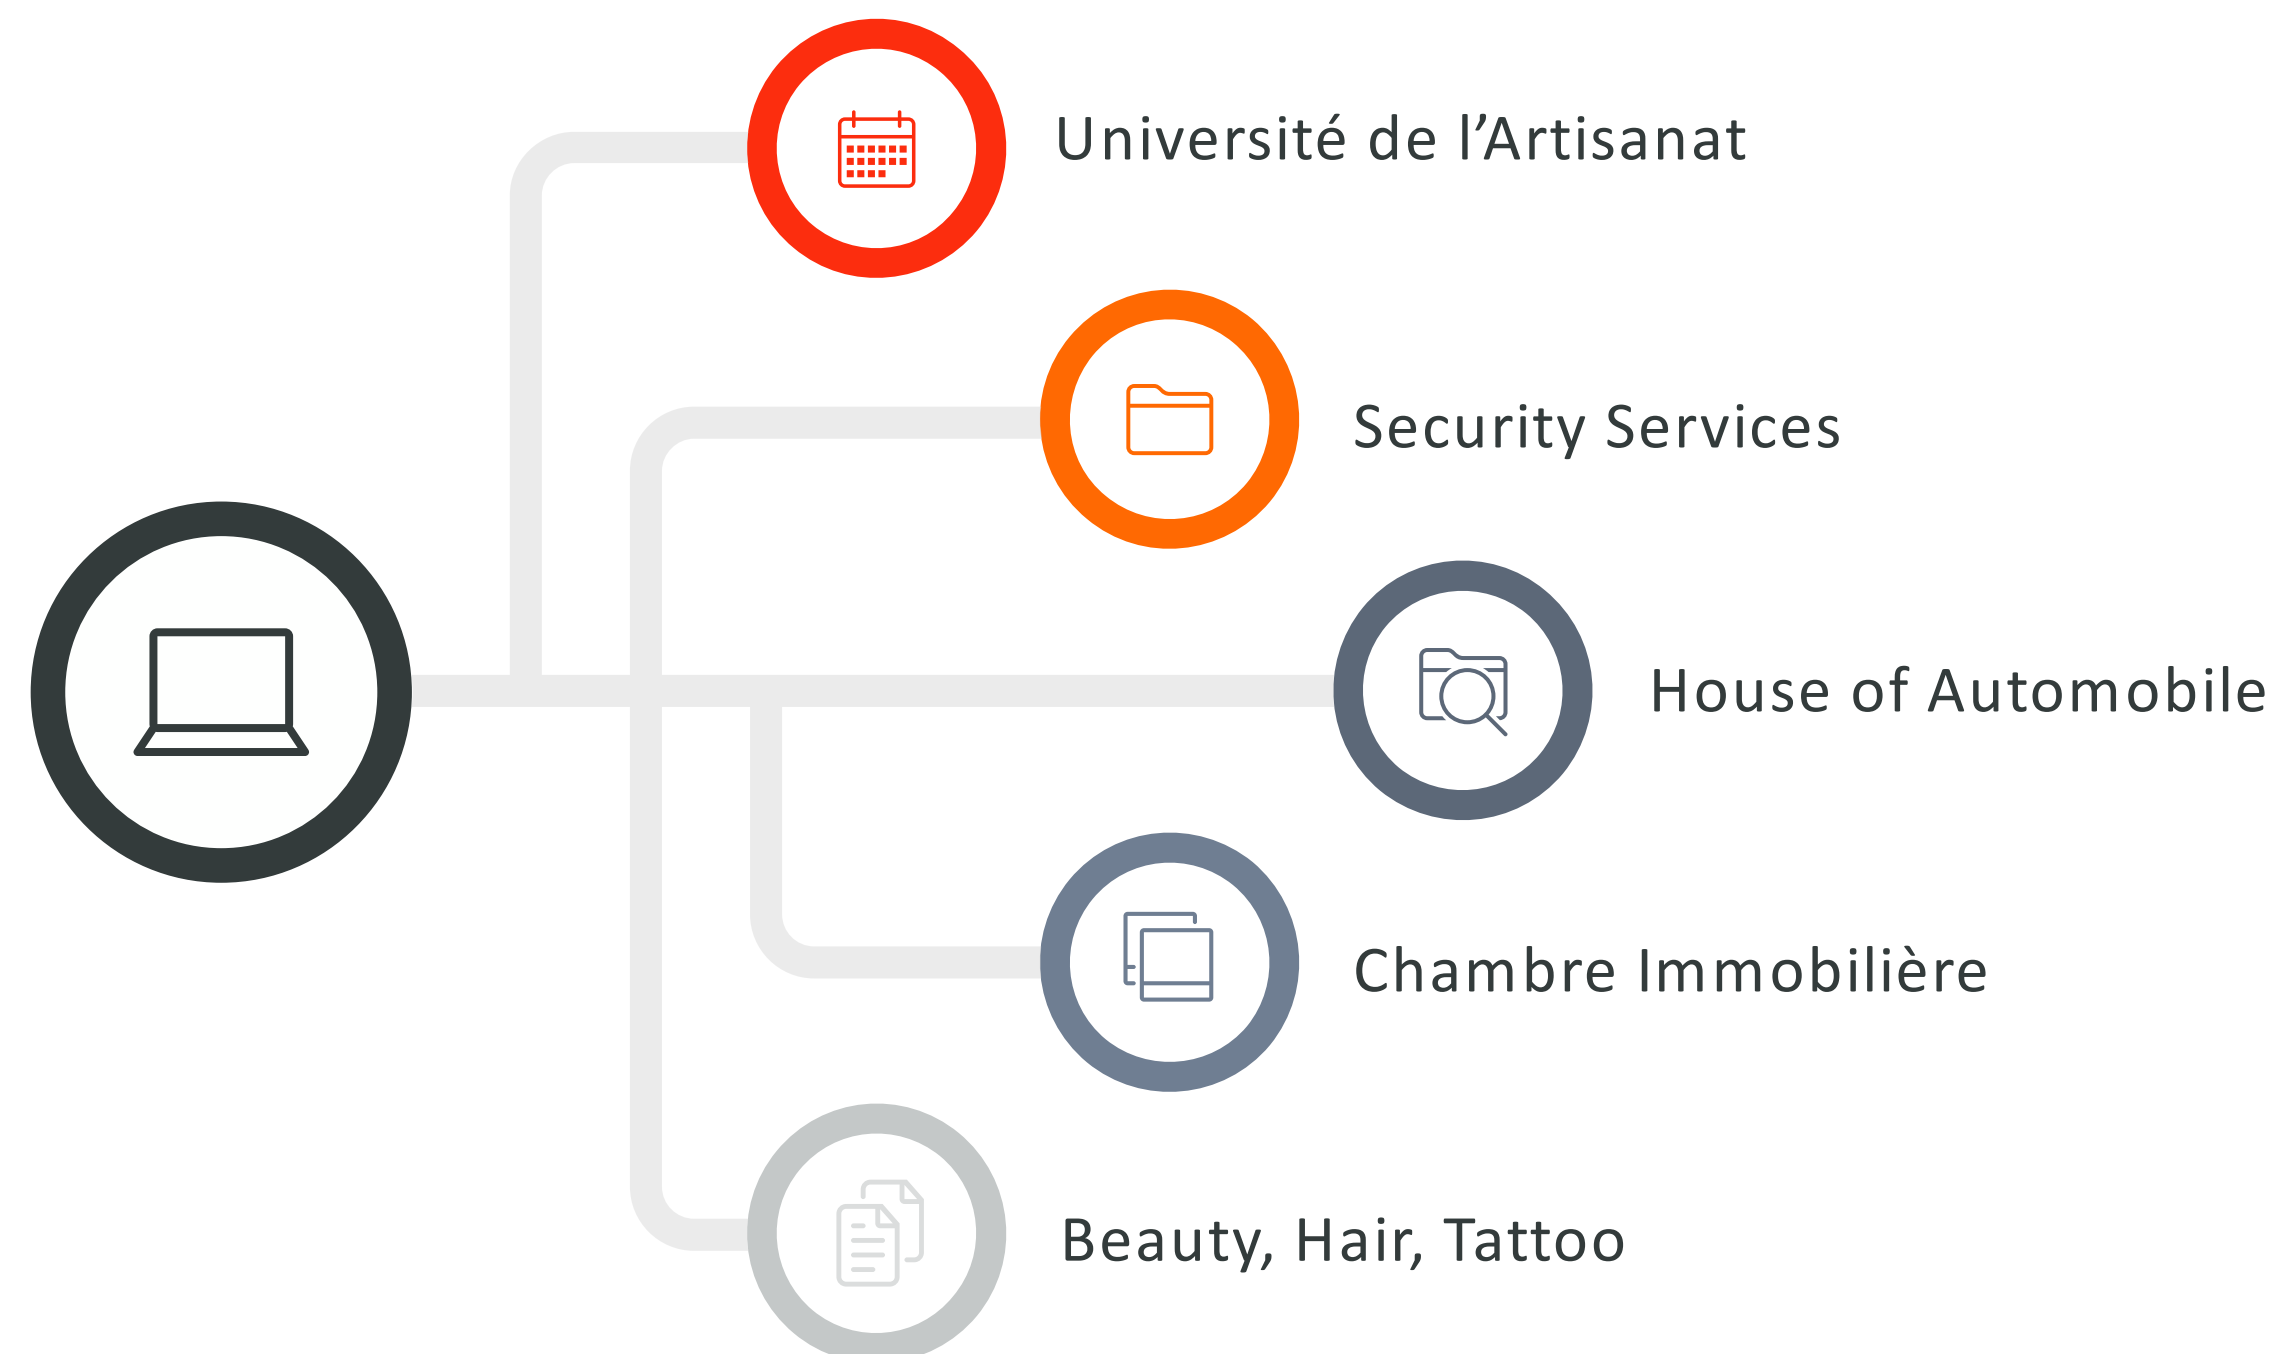 Université de l’Artisanat
Security Services
House of Automobile
Chambre Immobilière
Beauty, Hair, Tattoo